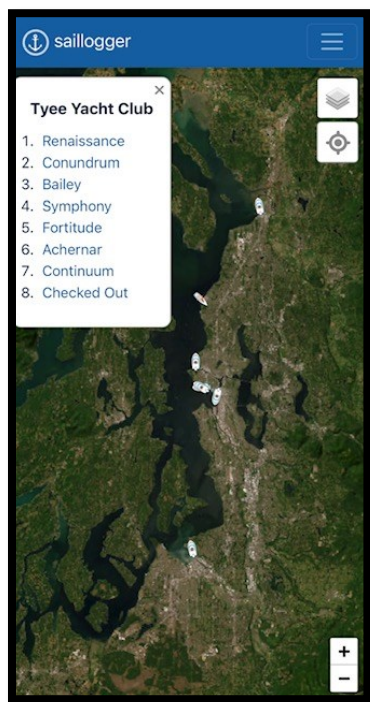 saillogger
Tyee Yacht Club
1. Renaissance
2. Conundrum
3. Bailey
4. Symphony
5. Fortitude
6. Achernar
7. Continuum
8. Checked Out
+
−